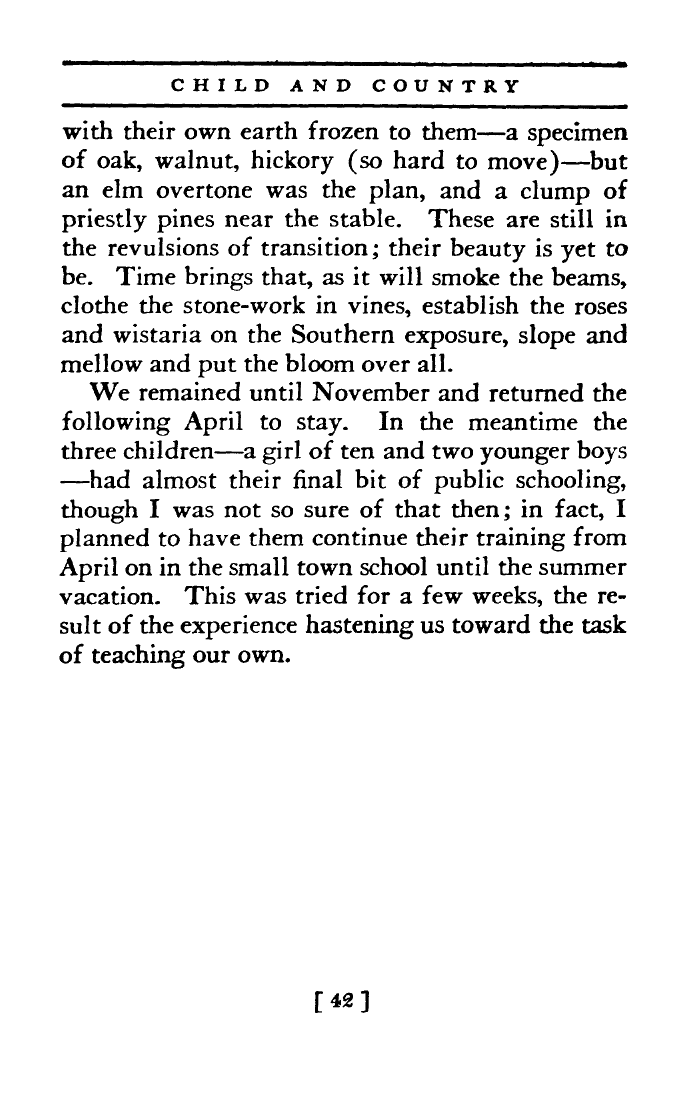 CHILD AND COUNTRY
with their own earth frozen to them—a specimen
of oak, walnut, hickory (so hard to move)—but
an elm overtone was the plan, and a clump of
priestly pines near the stable. These are still in
the revulsions of transition; their beauty is yet to
be. Time brings that, as it will smoke the beams,
clothe the stone-work in vines, establish the roses
and wistaria on the Southern exposure, slope and
mellow and put the bloom over all.
We remained until November and returned the
following April to stay. In the meantime the
three children—a girl of ten and two younger boys
—had almost their final bit of public schooling,
though I was not so sure of that then; in fact, I
planned to have them continue their training from
April on in the small town school until the summer
vacation. This was tried for a few weeks, the re-
sult of the experience hastening us toward the task
of teaching our own.
[ 42 ]